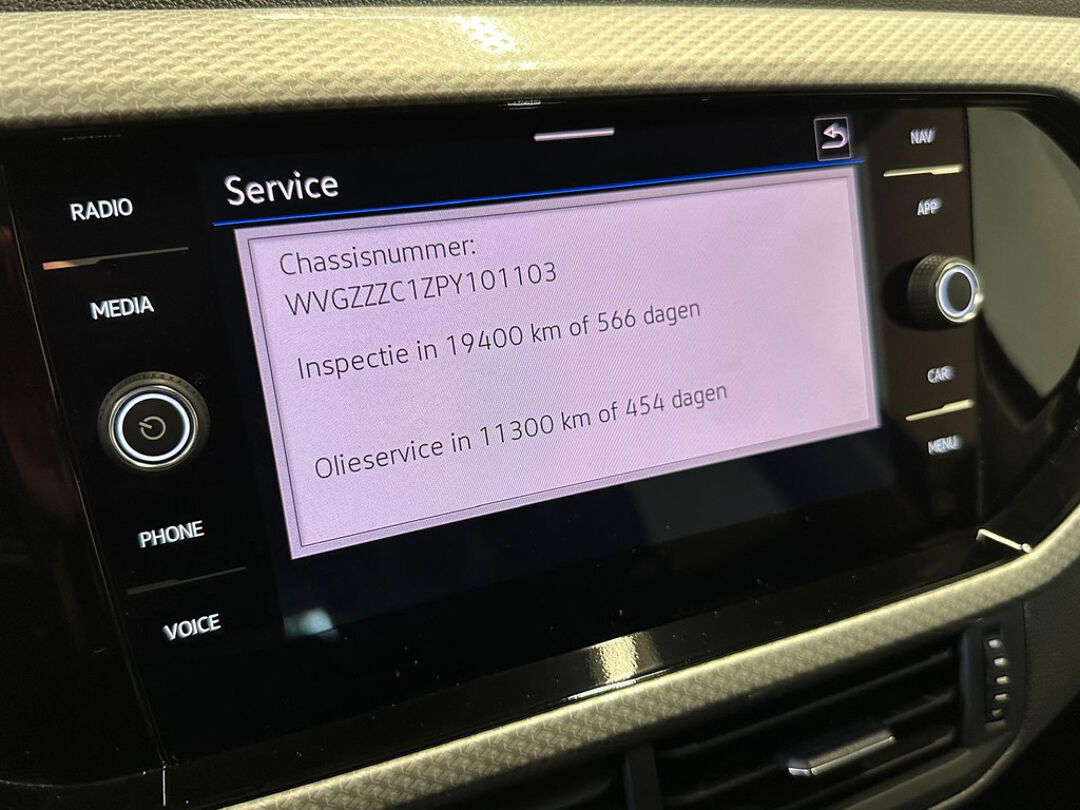 Service
Chassisnummer:
WVGZZZC1ZPY101103
Inspectie in 19400 km of 566 dagen
Olieservice in 11300 km of 454 dagen
RADIO
MEDIA
PHONE
VOICE
NAV
APP
CAR
MENU